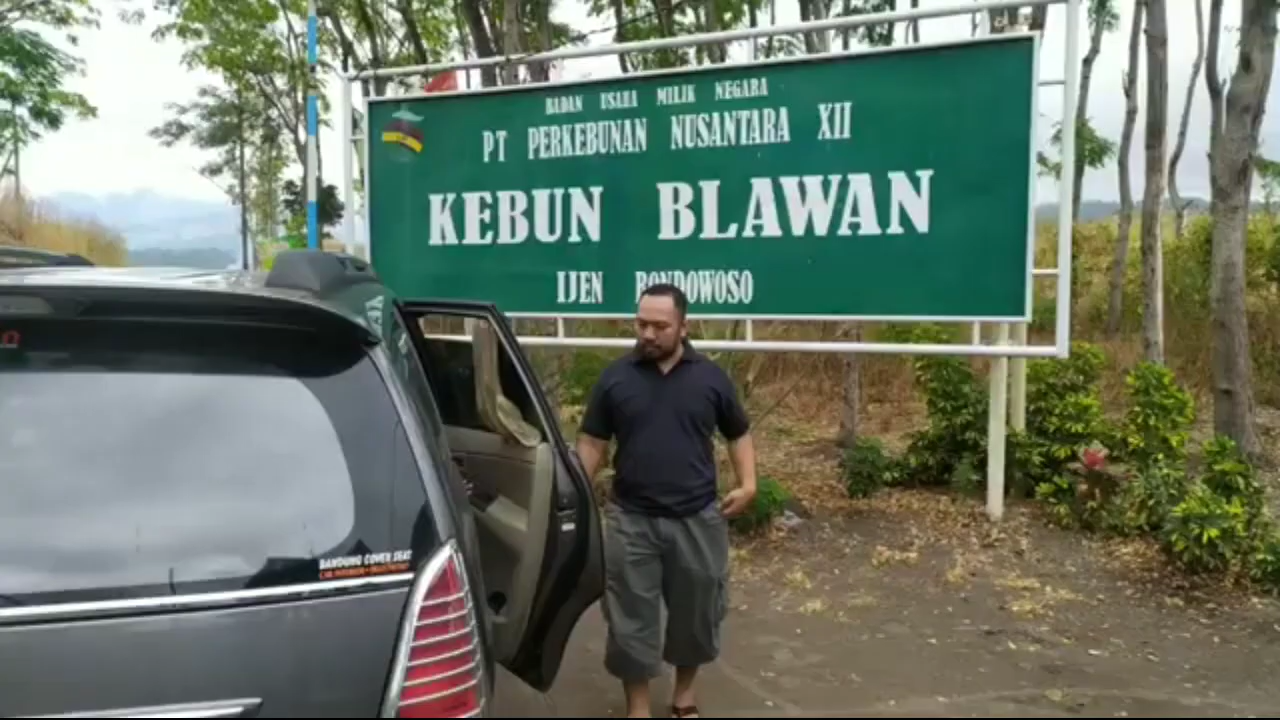 BADAN USAHA MILIK NEGARA
PT PERKEBUNAN NUSANTARA XII
KEBUN BLAWAN
IJEN BONDOWOSO
BANDUNG COVER SEAT